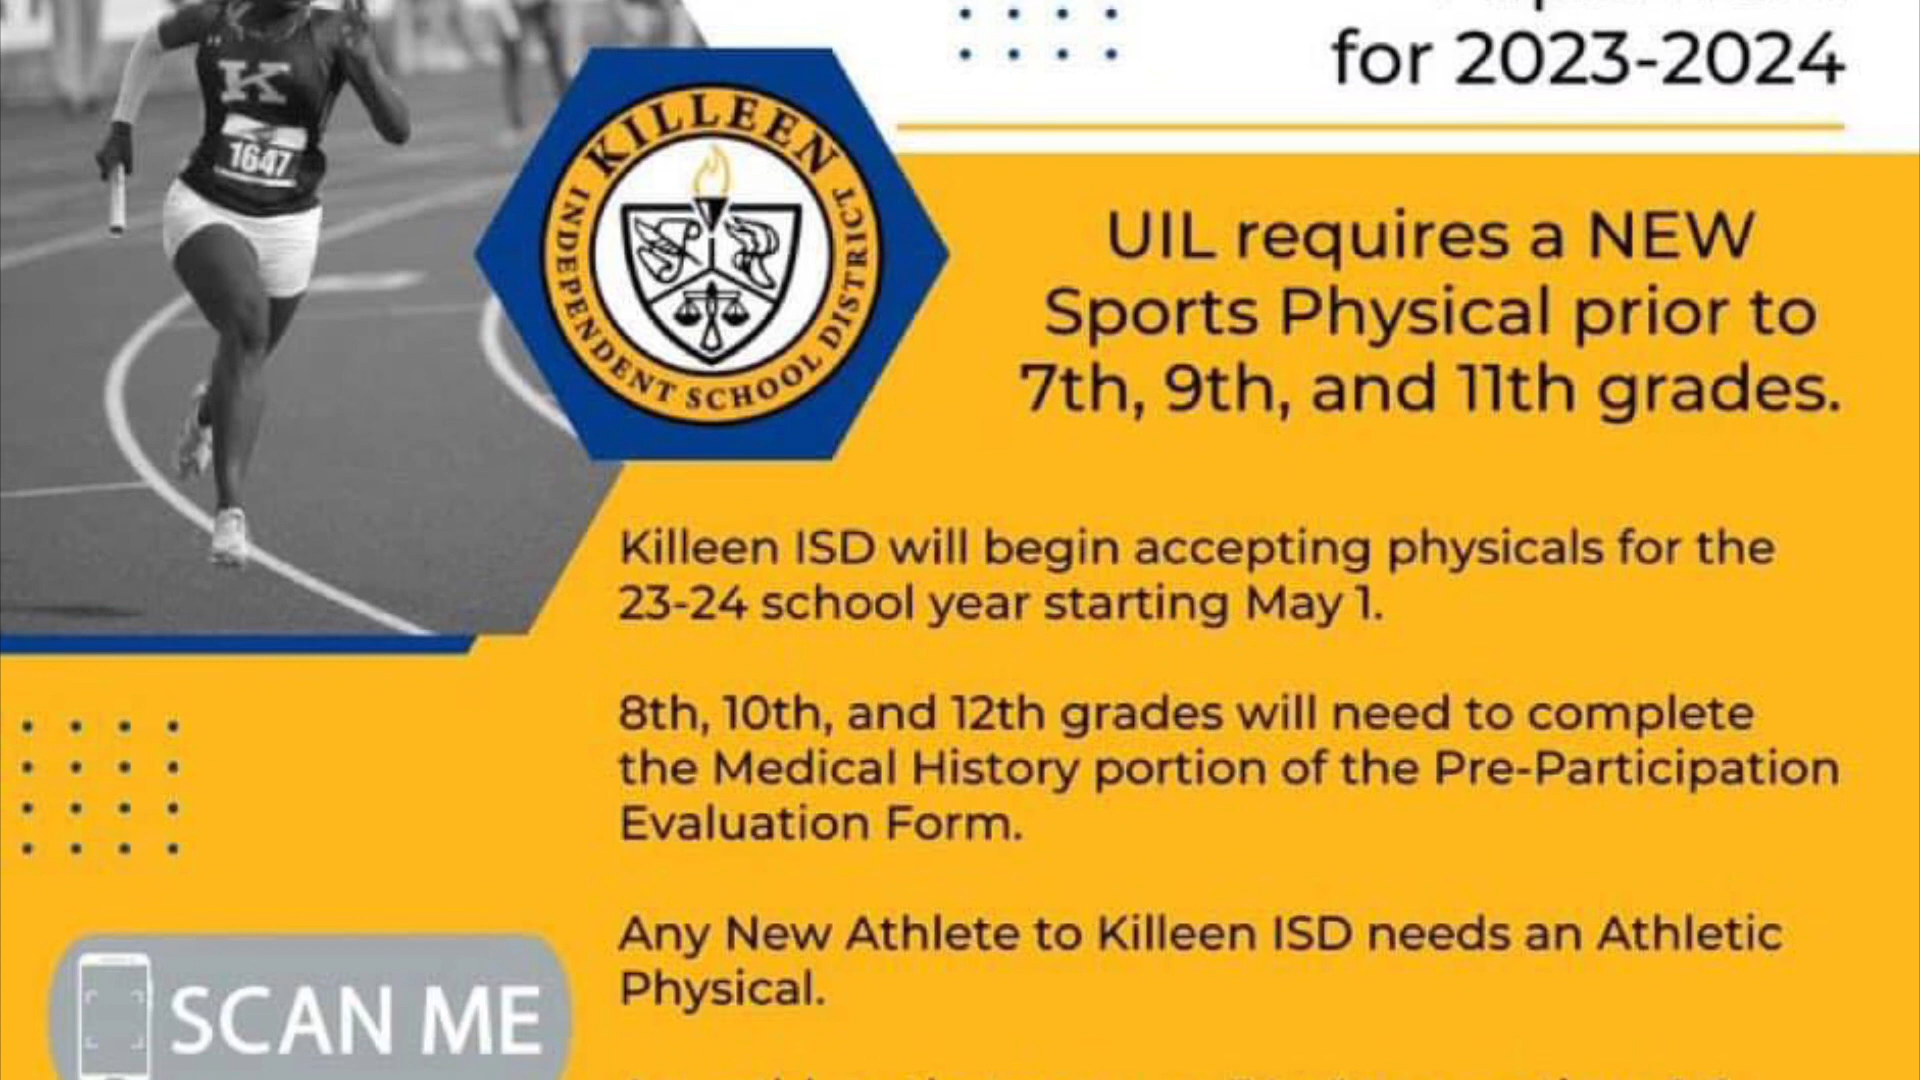 for 2023-2024
K
1647
KILLEEN
INDEPENDENT SCHOOL DISTRICT
UIL requires a NEW
Sports Physical prior to
7th, 9th, and 11th grades.
Killeen ISD will begin accepting physicals for the
23-24 school year starting May 1.
8th, 10th, and 12th grades will need to complete
the Medical History portion of the Pre-Participation
Evaluation Form.
Any New Athlete to Killeen ISD needs an Athletic
Physical.
SCAN ME